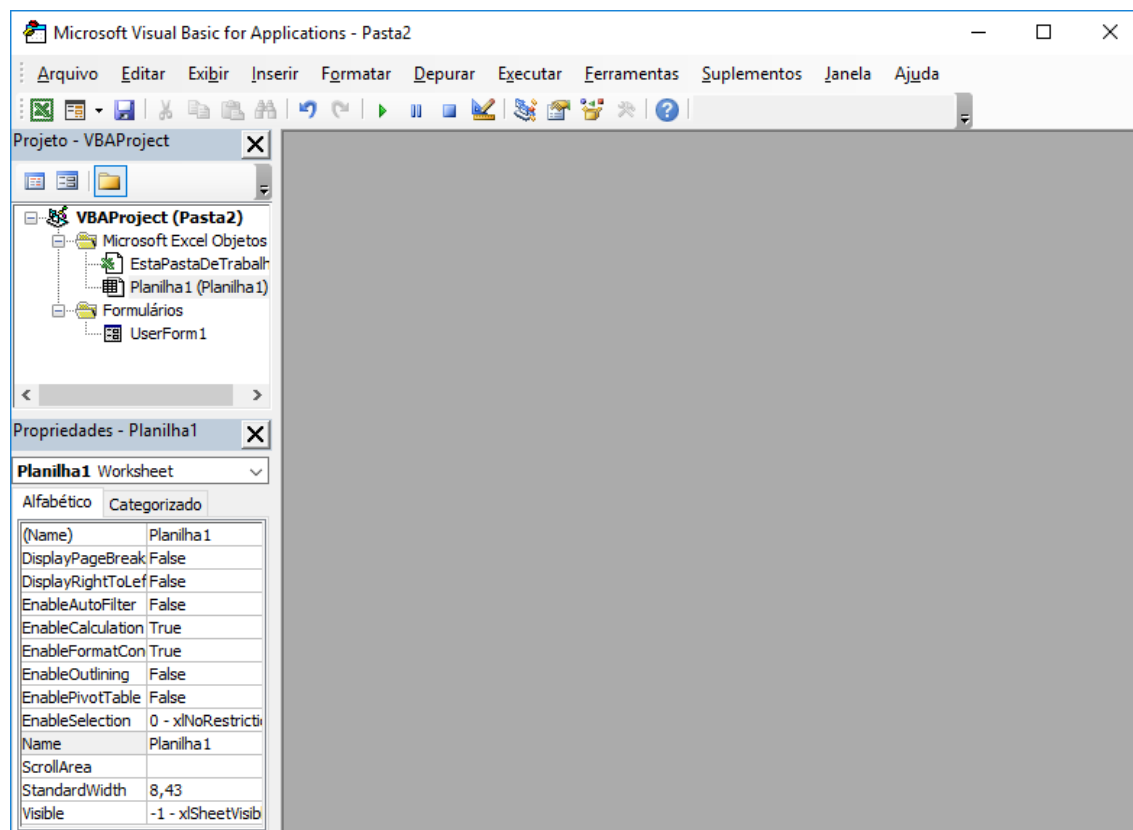 Microsoft Visual Basic for Applications - Pasta2
Arquivo Editar Exibir Inserir Formatar Depurar Executar Ferramentas Suplementos Janela Ajuda
Projeto - VBAProject
VBAProject (Pasta2)
Microsoft Excel Objetos
EstaPastaDeTrabalh
Planilha1 (Planilha1)
Formulários
UserForm1
Propriedades - Planilha1
Planilha1 Worksheet
Alfabético Categorizado
(Name) Planilha1
DisplayPageBreak False
DisplayRightToLef False
EnableAutoFilter False
EnableCalculation True
EnableFormatCon True
EnableOutlining False
EnablePivotTable False
EnableSelection 0 - xlNoRestricti
Name Planilha1
ScrollArea
StandardWidth 8,43
Visible -1 - xlSheetVisib